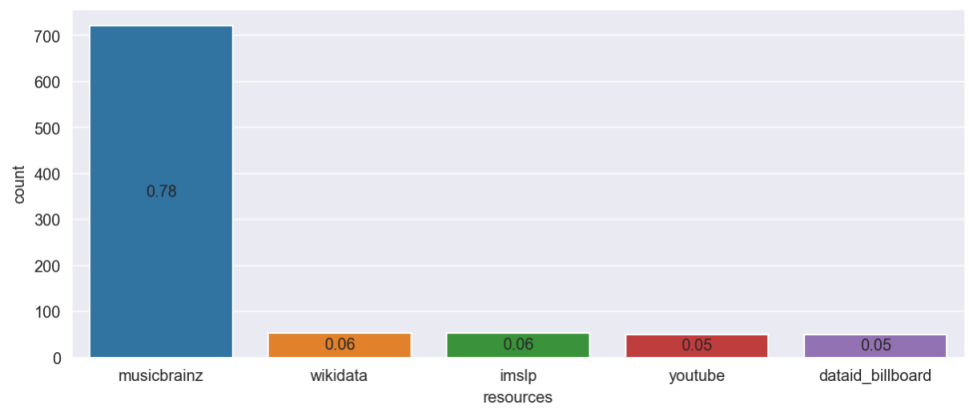 700
600
500
400
300
200
100
0
count
0.78
0.06
0.06
0.05
0.05
musicbrainz
wikidata
imslp
youtube
dataid_billboard
resources